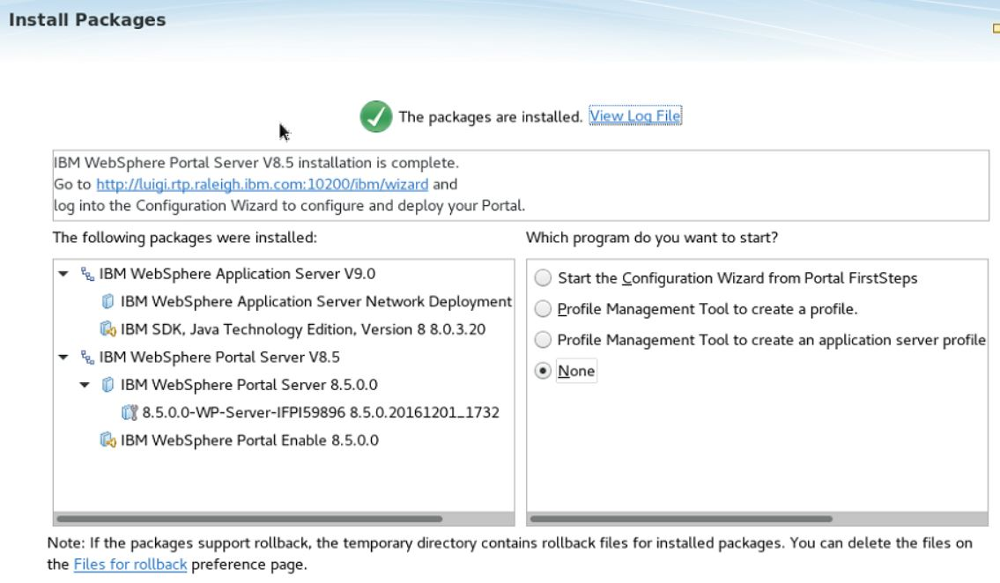 Install Packages
The packages are installed. View Log File
IBM WebSphere Portal Server V8.5 installation is complete.
Go to http://luigi.rtp.raleigh.ibm.com:10200/ibm/wizard and
log into the Configuration Wizard to configure and deploy your Portal.
The following packages were installed:
IBM WebSphere Application Server V9.0
IBM WebSphere Application Server Network Deployment
IBM SDK, Java Technology Edition, Version 8 8.0.3.20
IBM WebSphere Portal Server V8.5
IBM WebSphere Portal Server 8.5.0.0
8.5.0.0-WP-Server-IFPI59896 8.5.0.20161201_1732
IBM WebSphere Portal Enable 8.5.0.0
Which program do you want to start?
Start the Configuration Wizard from Portal FirstSteps
Profile Management Tool to create a profile.
Profile Management Tool to create an application server profile
None
Note: If the packages support rollback, the temporary directory contains rollback files for installed packages. You can delete the files on
the Files for rollback preference page.